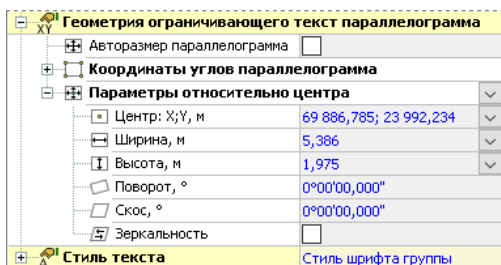 Геометрия ограничивающего текст параллелограмма
Авторазмер параллелограмма
Координаты углов параллелограмма
Параметры относительно центра
Центр: X;Y, м 69 886,785; 23 992,234
Ширина, м 5,386
Высота, м 1,975
Поворот, ° 0°00'00,000"
Скос, ° 0°00'00,000"
Зеркальность
Стиль текста Стиль шрифта группы